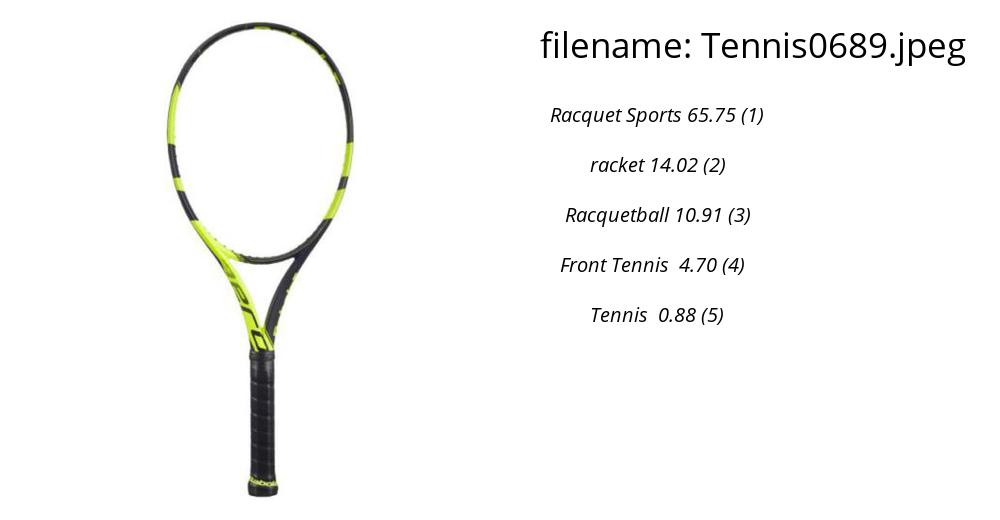 filename: Tennis0689.jpeg
Racquet Sports 65.75 (1)
racket 14.02 (2)
Racquetball 10.91 (3)
Front Tennis  4.70 (4)
Tennis  0.88 (5)